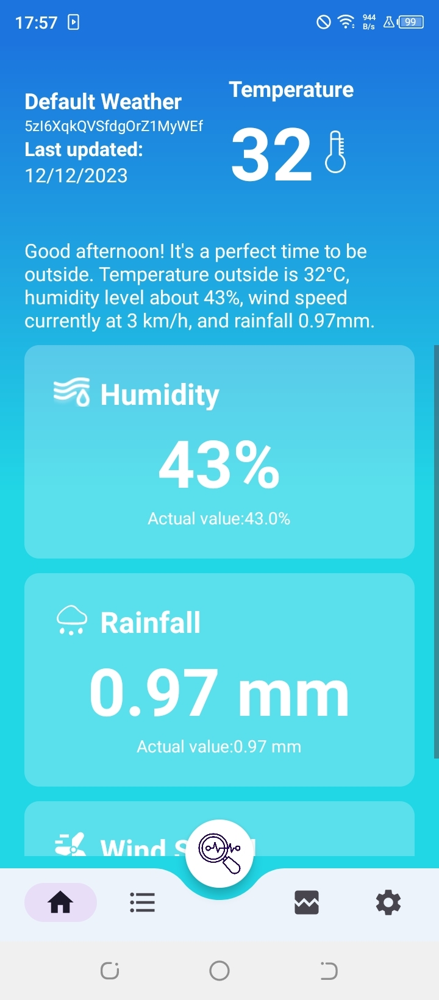 17:57
944
B/s
99
Default Weather
5zI6XqkQVSfdgOrZ1MyWEf
Last updated:
12/12/2023
Temperature
32
Good afternoon! It's a perfect time to be
outside. Temperature outside is 32°C,
humidity level about 43%, wind speed
currently at 3 km/h, and rainfall 0.97mm.
Humidity
43%
Actual value:43.0%
Rainfall
0.97 mm
Actual value:0.97 mm
Wind